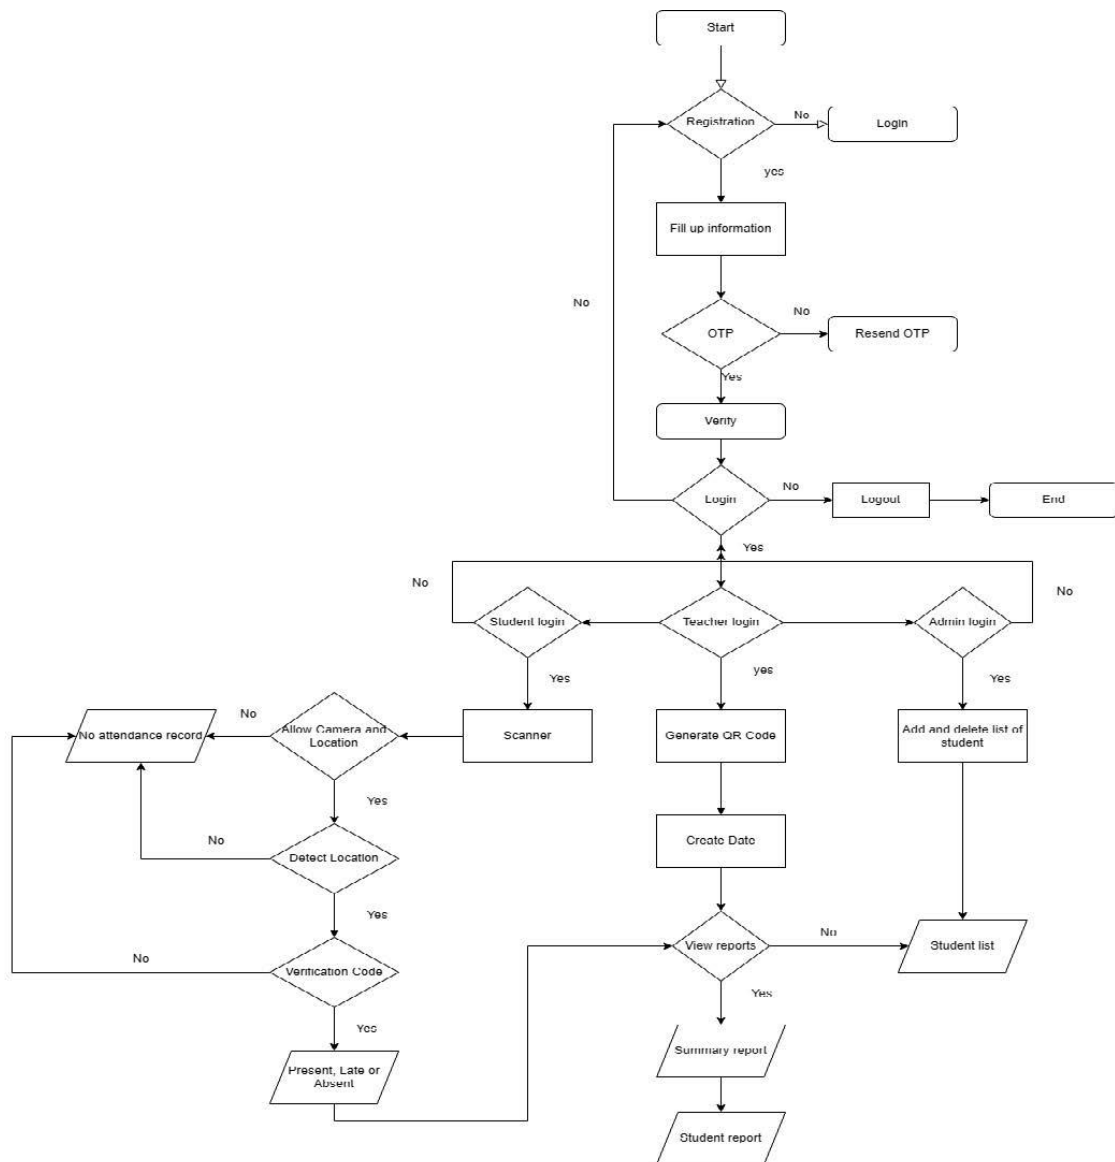 Start
Registration
No
Login
yes
Fill up information
No
OTP
No
Resend OTP
Yes
Verify
Login
No
Logout
End
Yes
No
No
Student login
Teacher login
Admin login
Yes
yes
Yes
No attendance record
No
Allow Camera and
Location
Scanner
Generate QR Code
Add and delete list of
student
Yes
No
Detect Location
Create Date
Yes
No
Verification Code
View reports
No
Student list
Yes
Yes
Present, Late or
Absent
Summary report
Student report